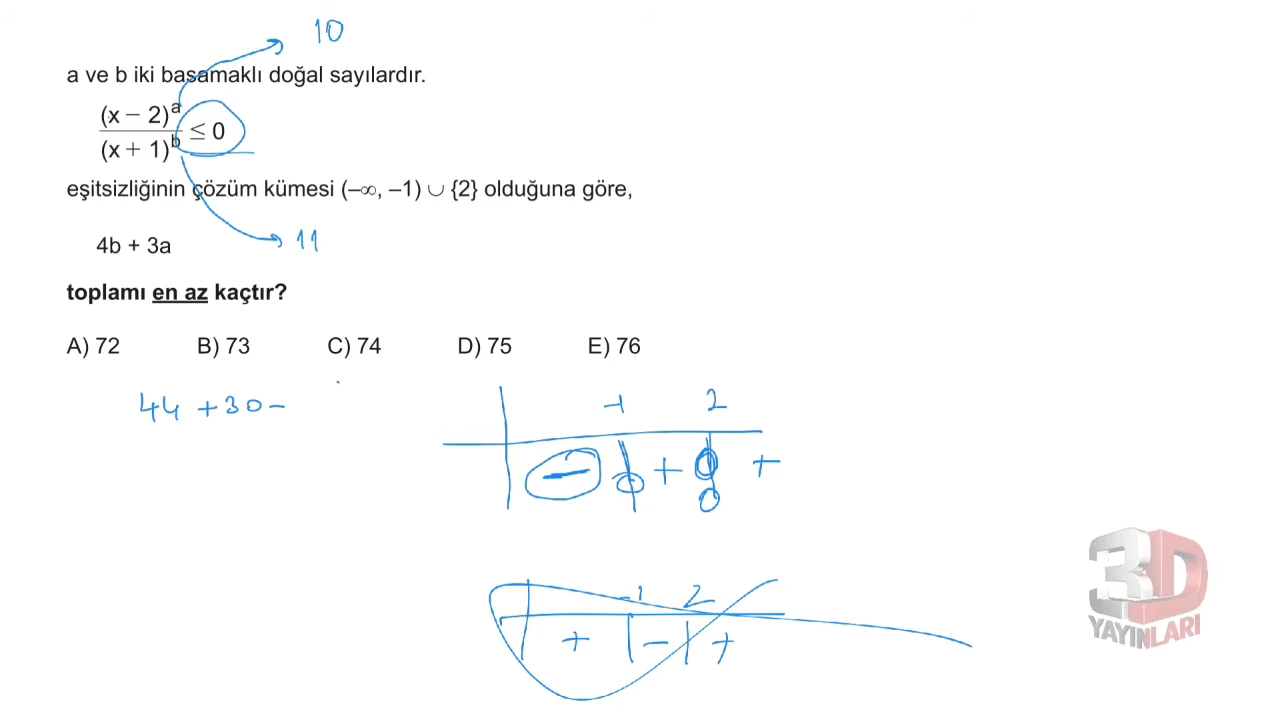 10
a ve b iki basamaklı doğal sayılardır.
(x – 2)^a
(x + 1)^b
≤ 0
eşitsizliğinin çözüm kümesi (–∞, –1) ∪ {2} olduğuna göre,
4b + 3a
11
toplamı en az kaçtır?
A) 72 B) 73 C) 74 D) 75 E) 76
44 + 30 –
-1 2
– + 0 +
0
-1 2
+ – +
3D
YAYINLARI